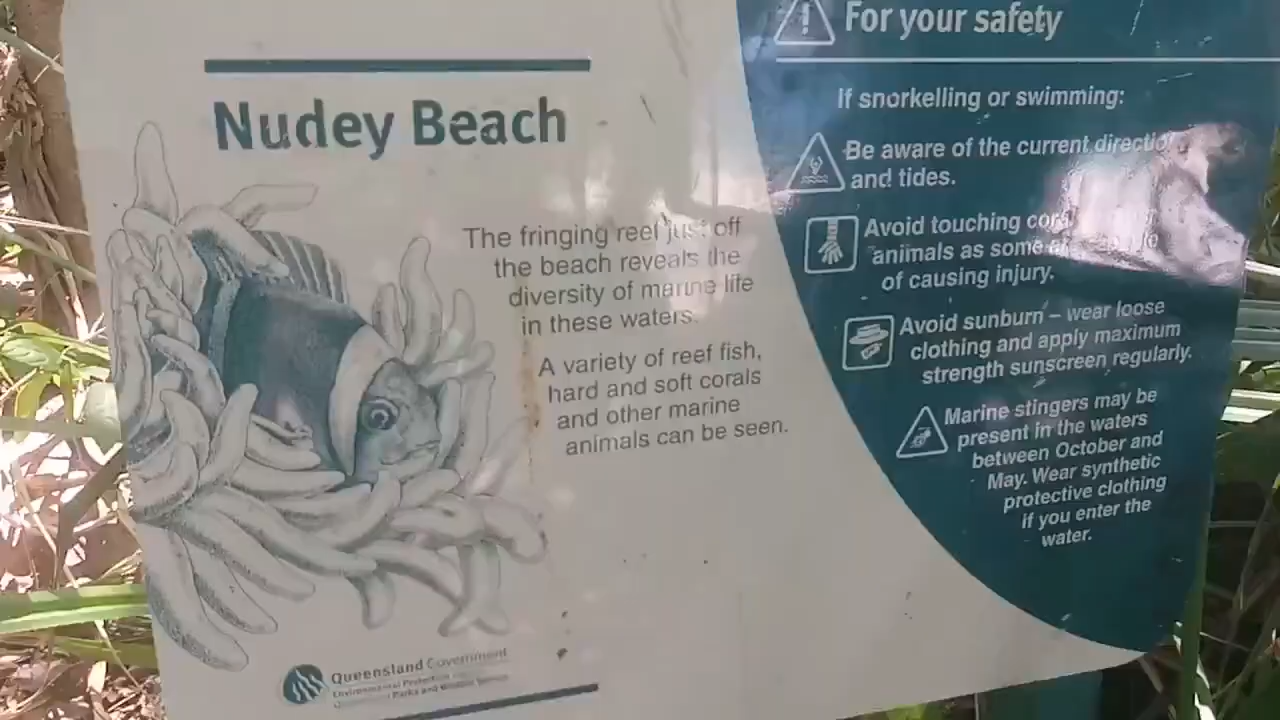 Nudey Beach
The fringing reef just off
the beach reveals the
diversity of marine life
in these waters.
A variety of reef fish,
hard and soft corals
and other marine
animals can be seen.
Queensland Government
Environmental Protection
Parks and Wildlife Service
For your safety
If snorkelling or swimming:
Be aware of the current direction
and tides.
Avoid touching
animals as some
of causing injury.
Avoid sunburn – wear loose
clothing and apply maximum
strength sunscreen regularly.
Marine stingers may be
present in the waters
between October and
May. Wear synthetic
protective clothing
if you enter the
water.